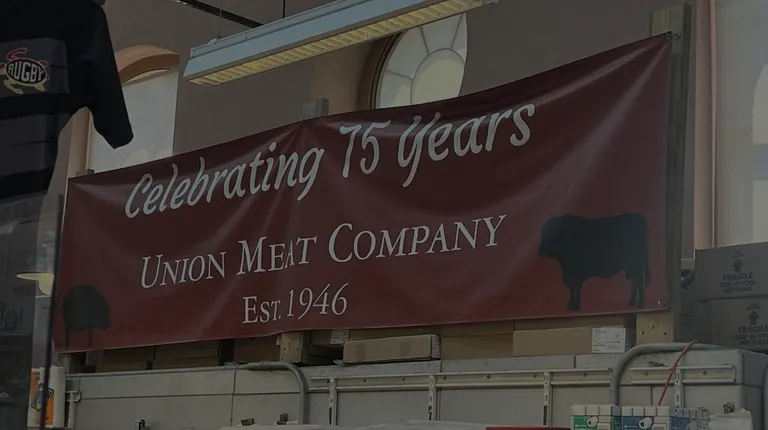 RUGBY
Celebrating 75 Years
UNION MEAT COMPANY
EST. 1946
FRAGILE
FRAGILE